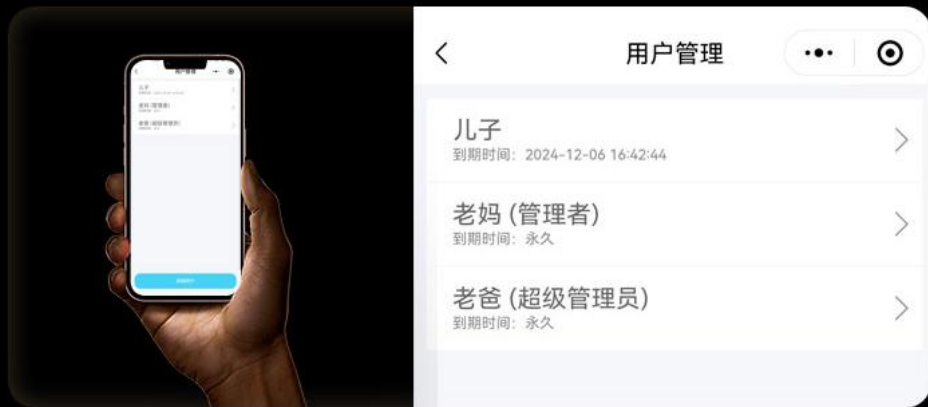 用户管理
儿子
到期时间: 2024-12-06 16:42:44
老妈 (管理者)
到期时间: 永久
老爸 (超级管理员)
到期时间: 永久